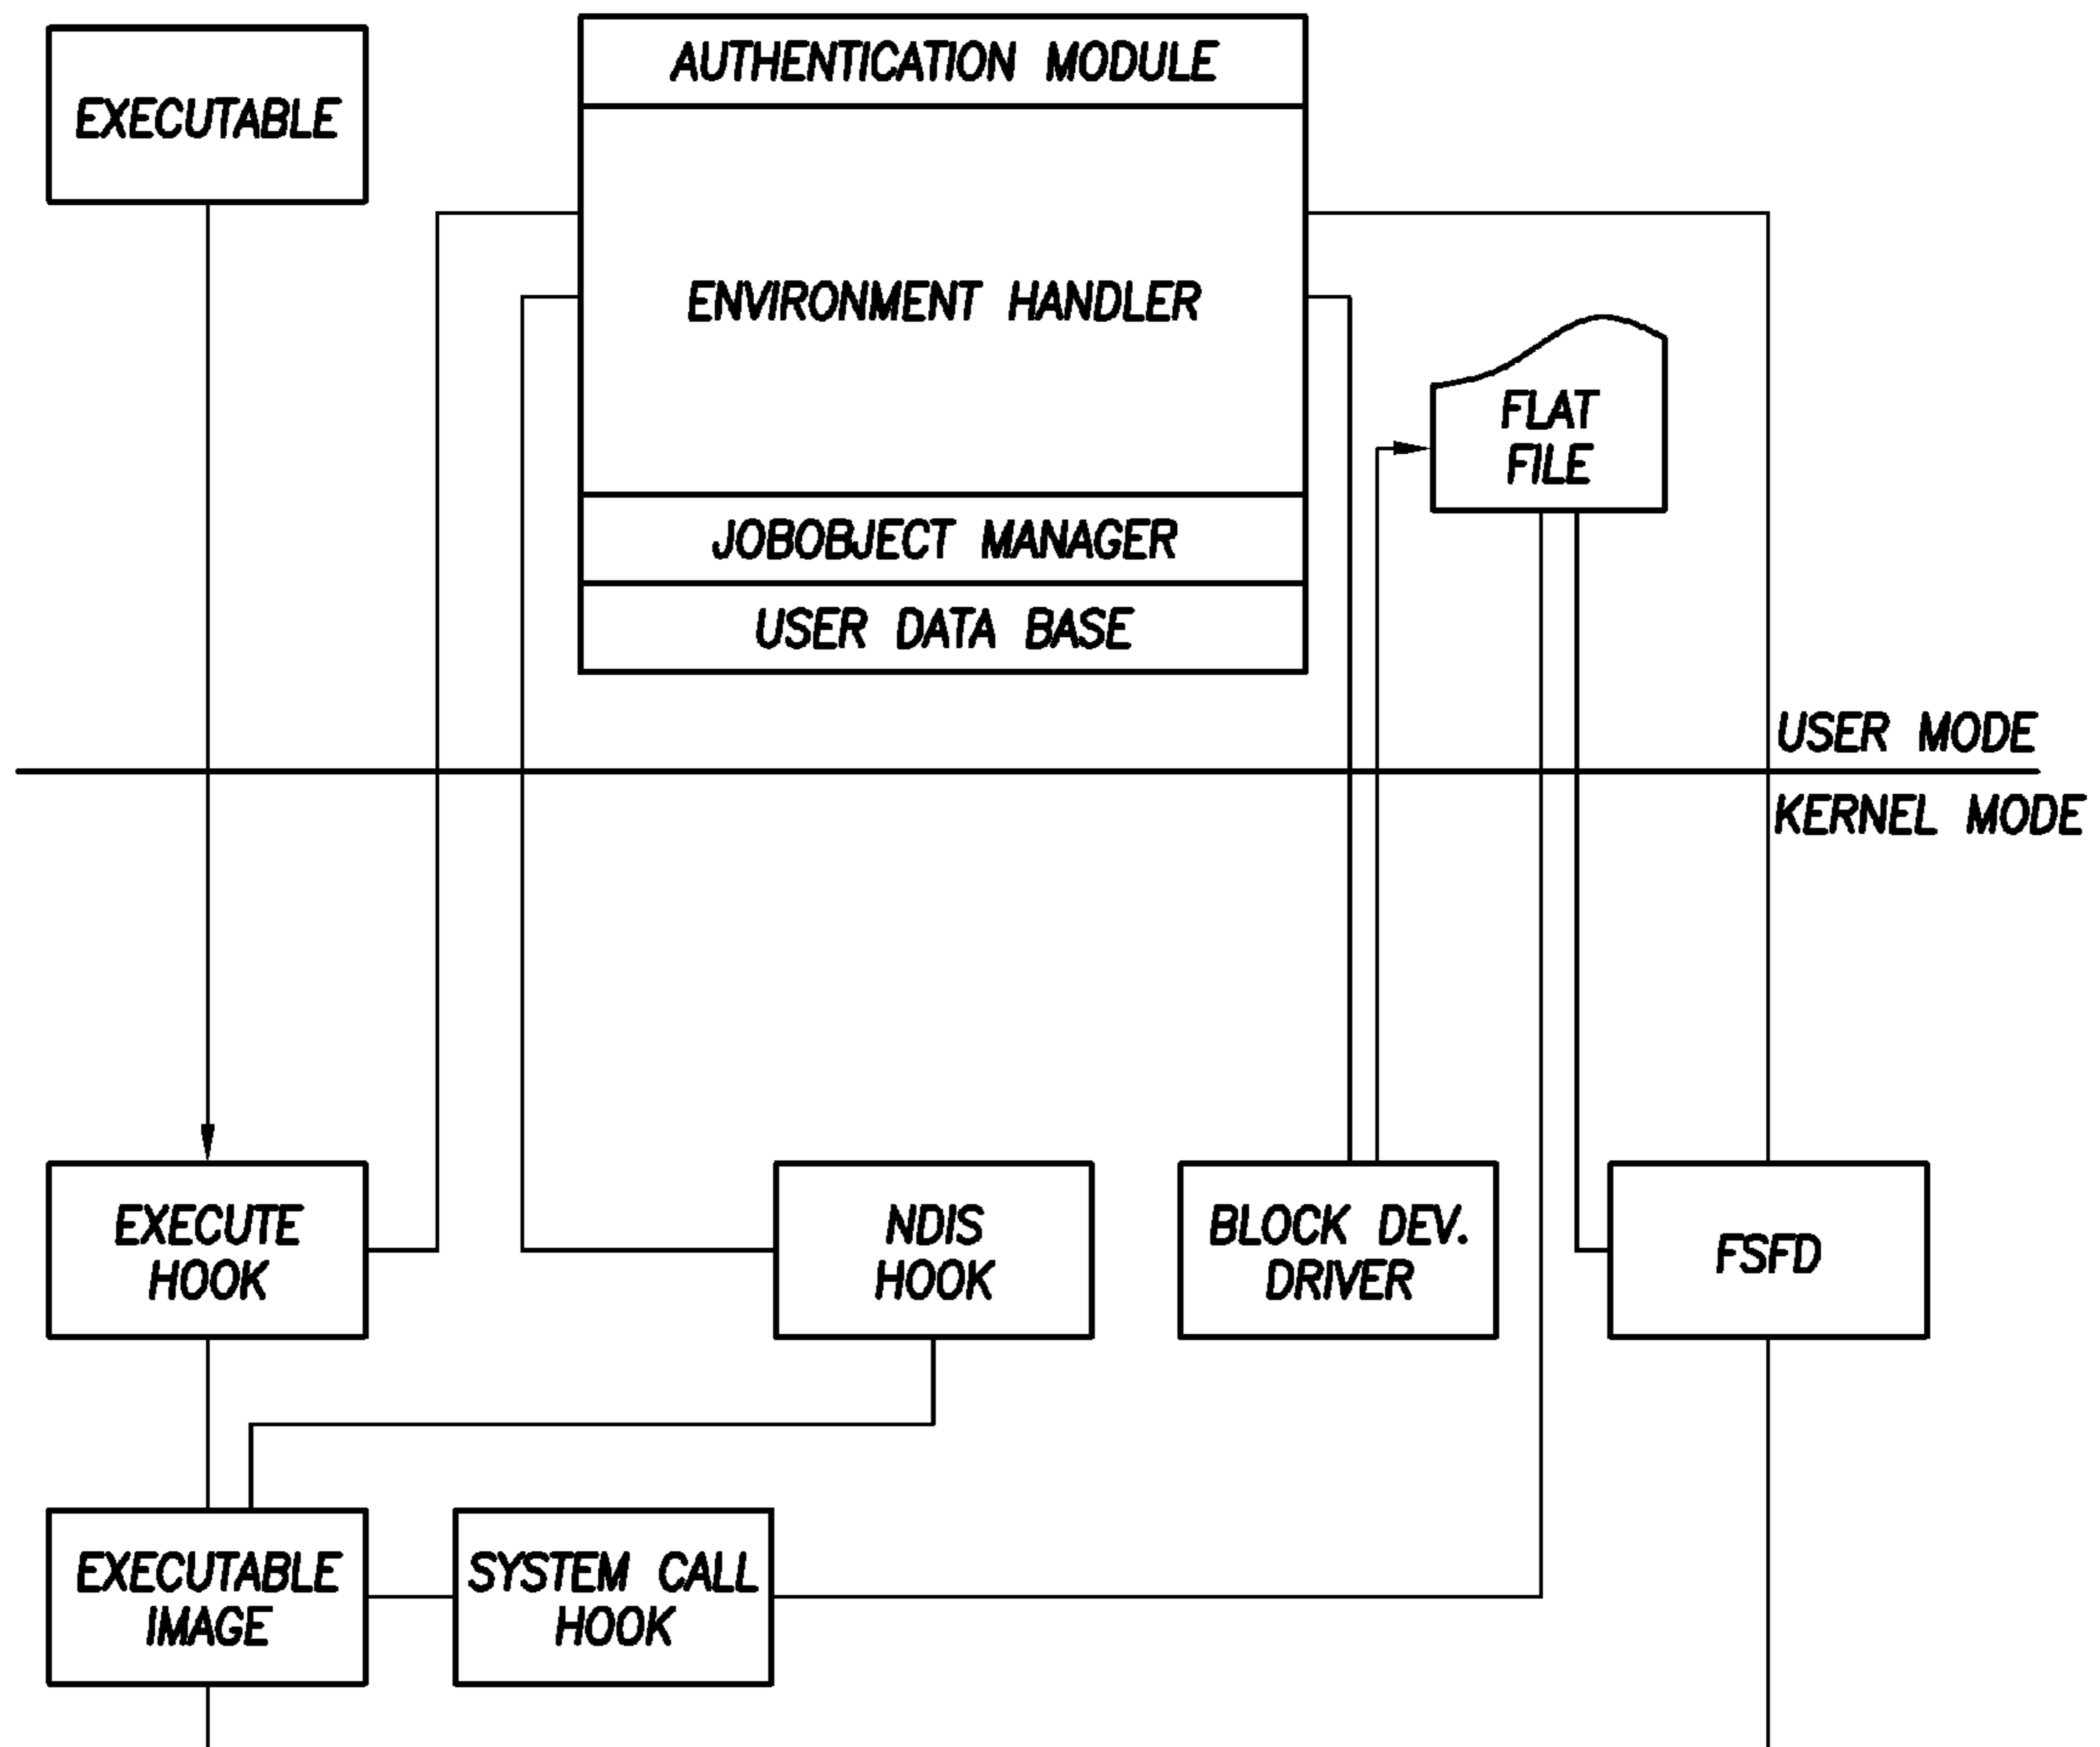 EXECUTABLE
AUTHENTICATION MODULE
ENVIRONMENT HANDLER
JOBOBJECT MANAGER
USER DATA BASE
FLAT
FILE
USER MODE
KERNEL MODE
EXECUTE
HOOK
NDIS
HOOK
BLOCK DEV.
DRIVER
FSFD
EXECUTABLE
IMAGE
SYSTEM CALL
HOOK